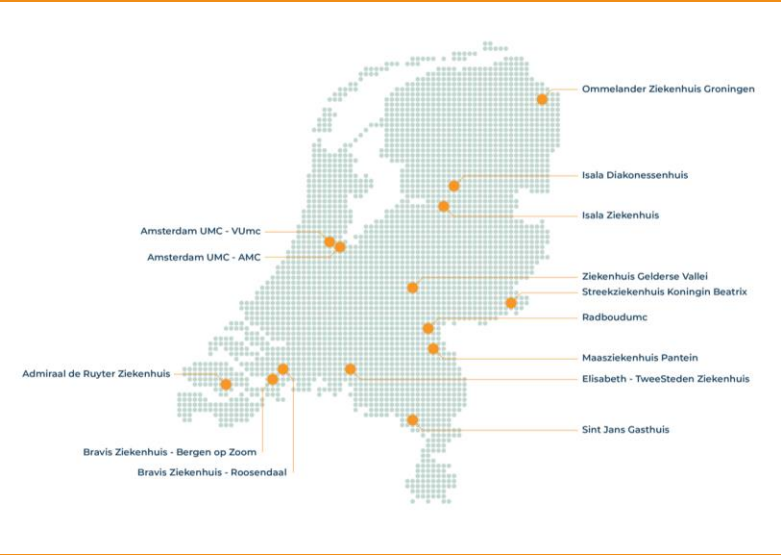 Ommelander Ziekenhuis Groningen
Isala Diakonessenhuis
Isala Ziekenhuis
Amsterdam UMC - VUmc
Amsterdam UMC - AMC
Ziekenhuis Gelderse Vallei
Streekziekenhuis Koningin Beatrix
Radboudumc
Maasziekenhuis Pantein
Admiraal de Ruyter Ziekenhuis
Elisabeth - TweeSteden Ziekenhuis
Sint Jans Gasthuis
Bravis Ziekenhuis - Bergen op Zoom
Bravis Ziekenhuis - Roosendaal